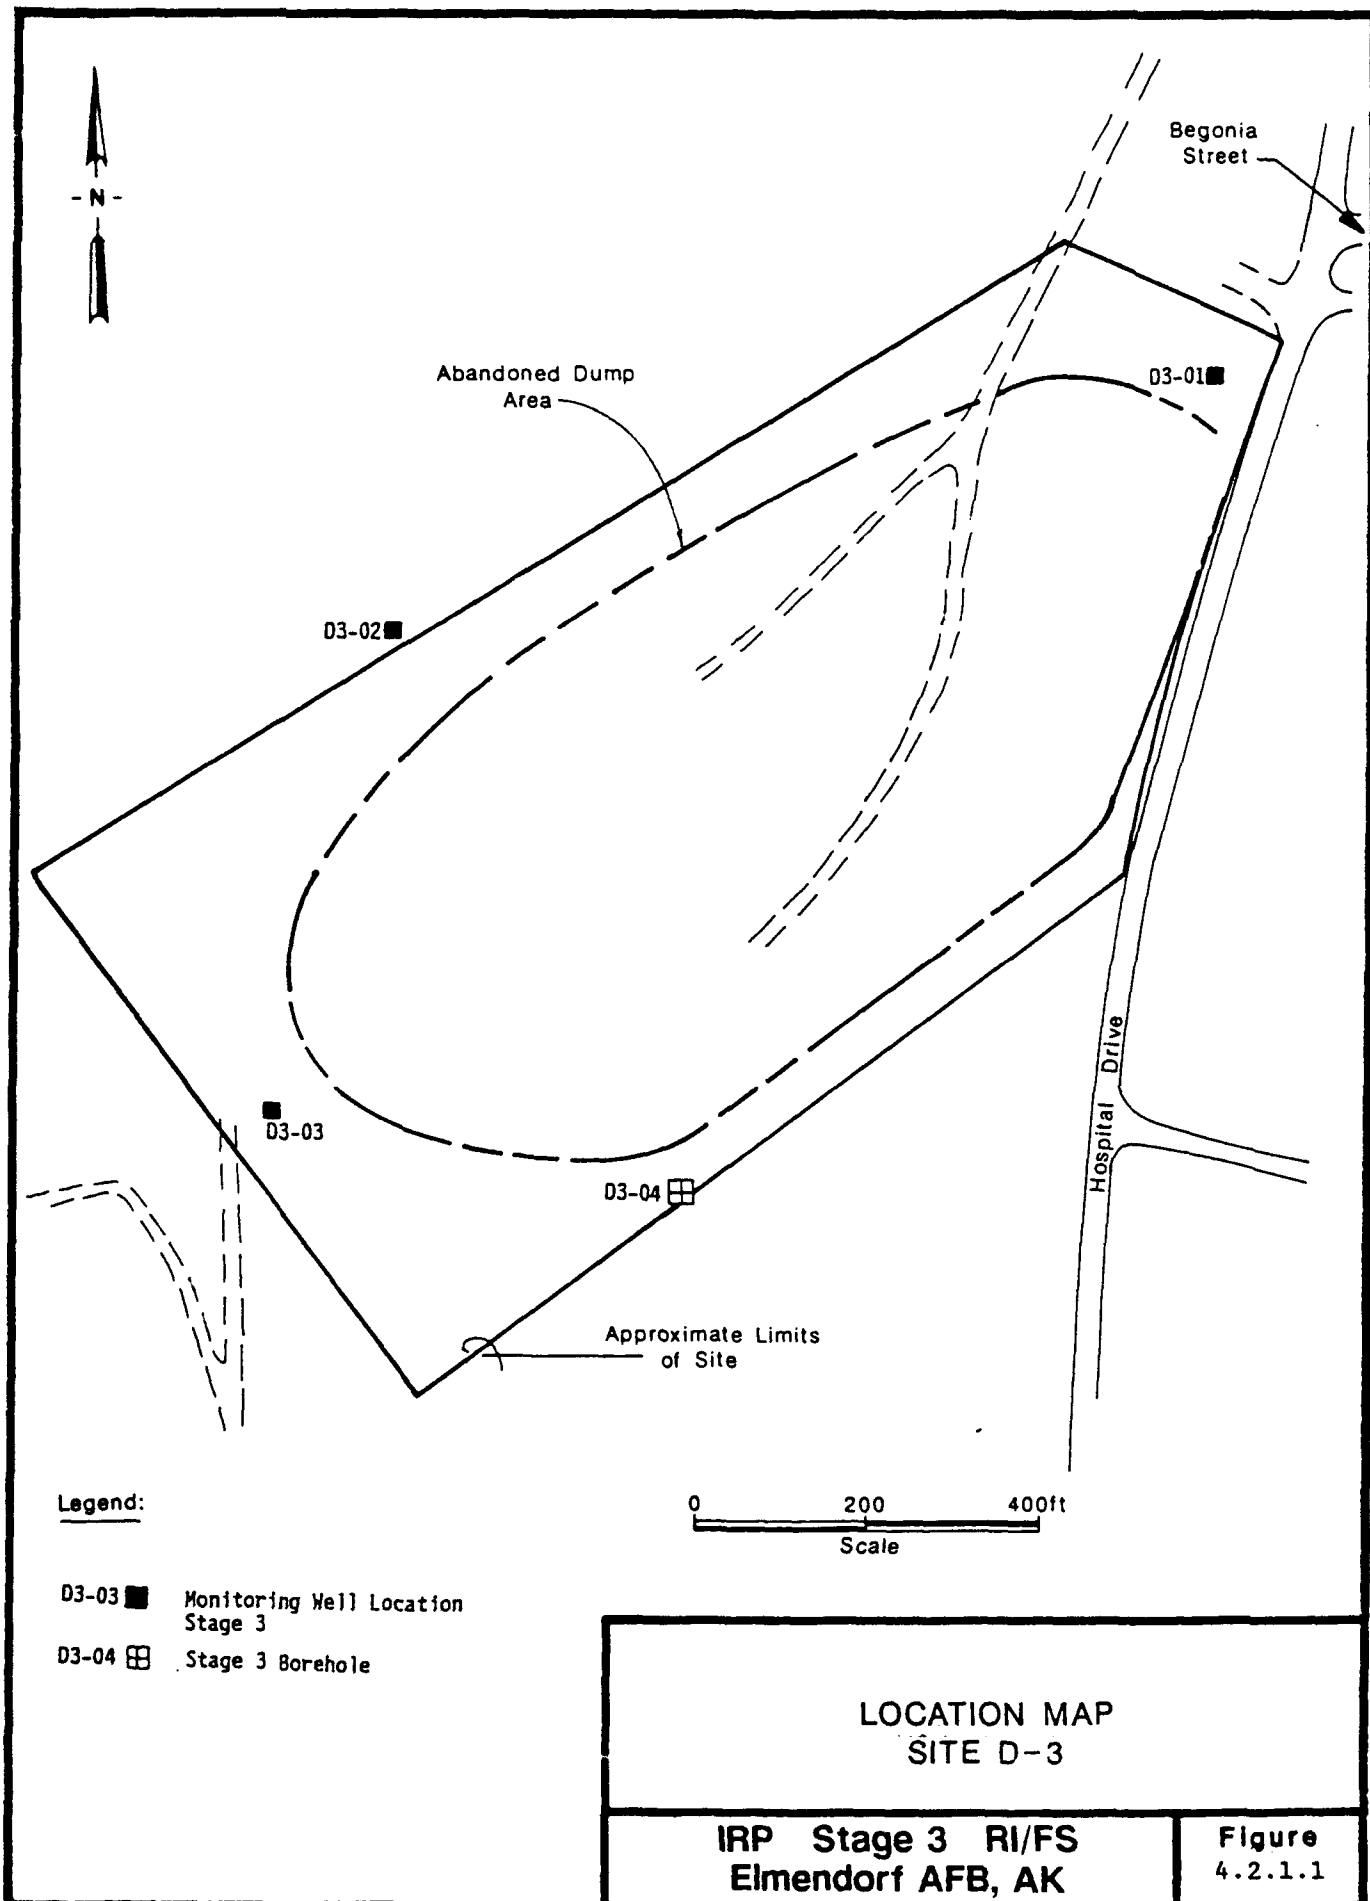 Begonia
Street
- N -
Abandoned Dump
Area
D3-01
D3-02
D3-03
D3-04
Hospital Drive
Approximate Limits
of Site
Legend:
0 200 400ft
Scale
D3-03 Monitoring Well Location
Stage 3
D3-04 Stage 3 Borehole
LOCATION MAP
SITE D-3
IRP Stage 3 RI/FS
Elmendorf AFB, AK
Figure
4.2.1.1